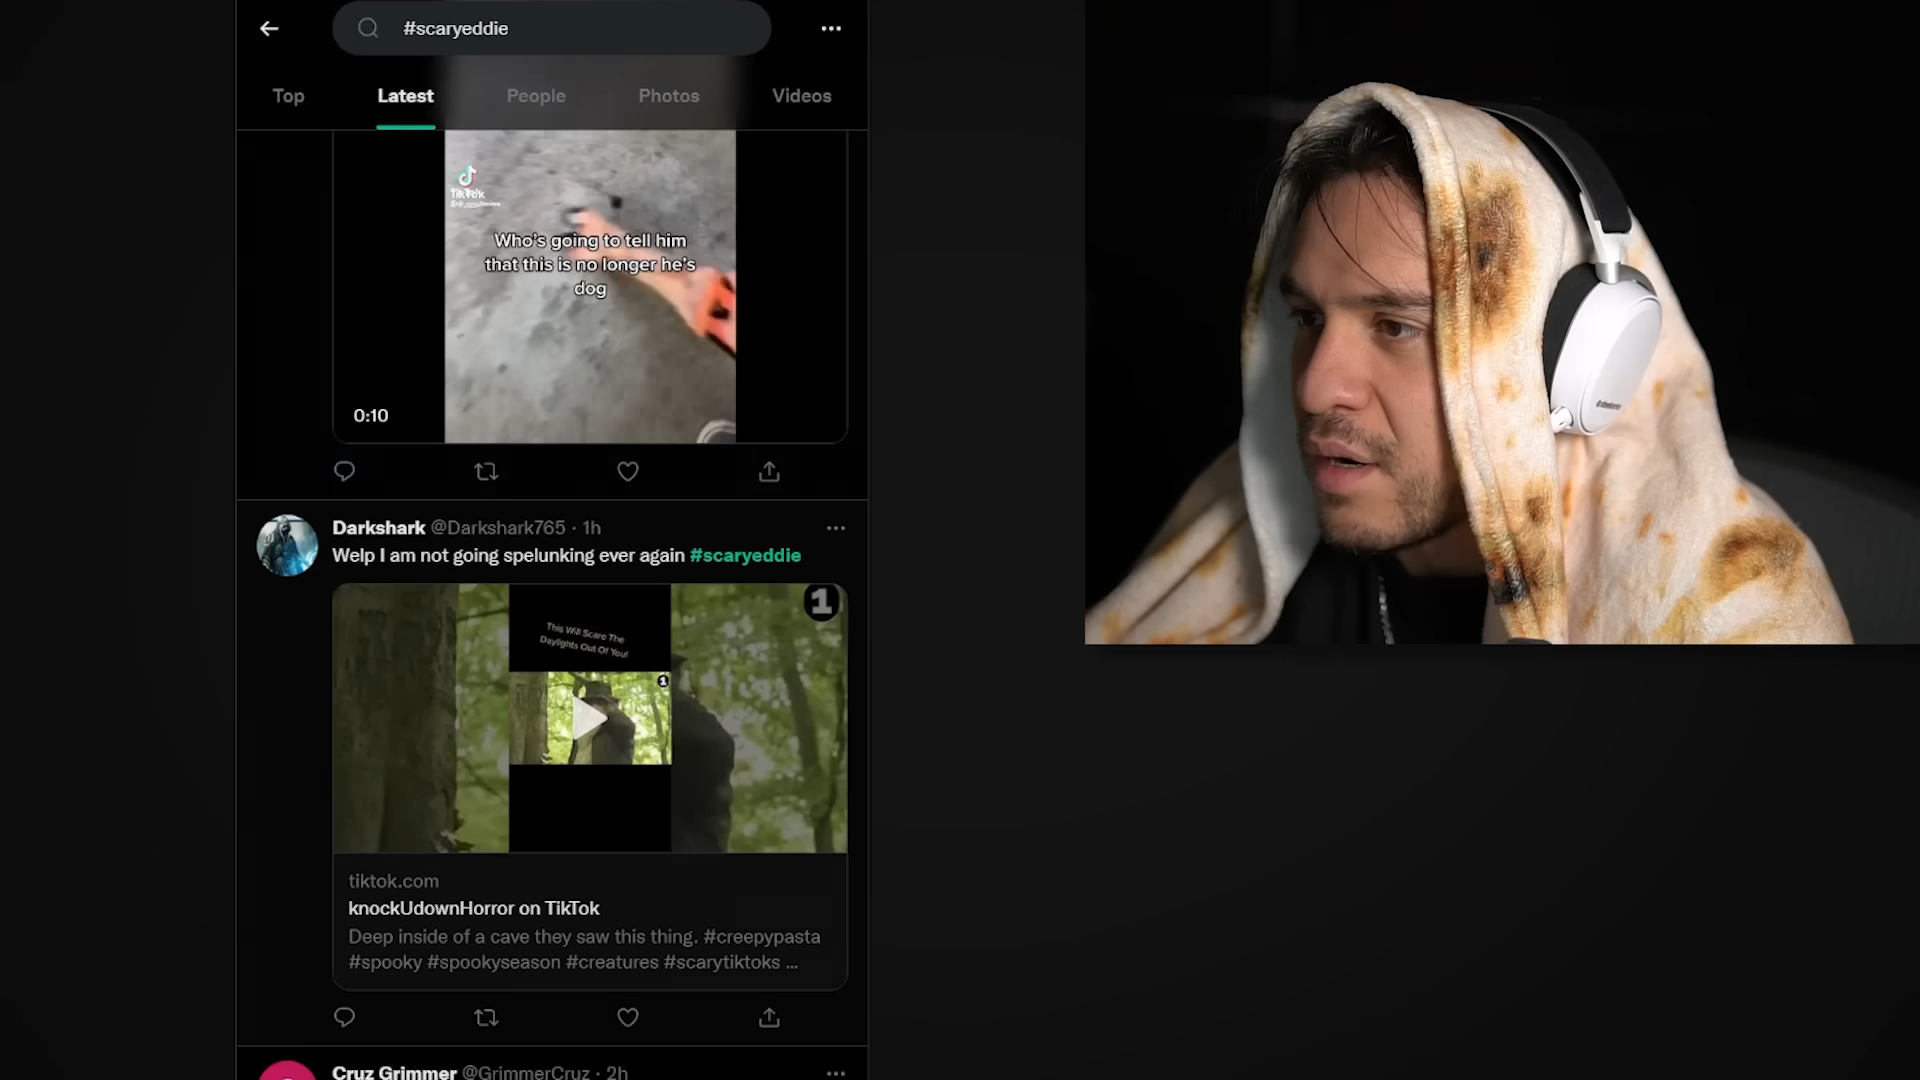 #scaryeddie
Top Latest People Photos Videos
TikTok
Who's going to tell him
that this is no longer he's
dog
0:10
Darkshark @Darkshark765 · 1h
Welp I am not going spelunking ever again #scaryeddie
1
This Will Scare The
Daylights Out Of You!
1
tiktok.com
knockUdownHorror on TikTok
Deep inside of a cave they saw this thing. #creepypasta
#spooky #spookyseason #creatures #scarytiktoks ...
Cruz Grimmer @GrimmerCruz · 2h